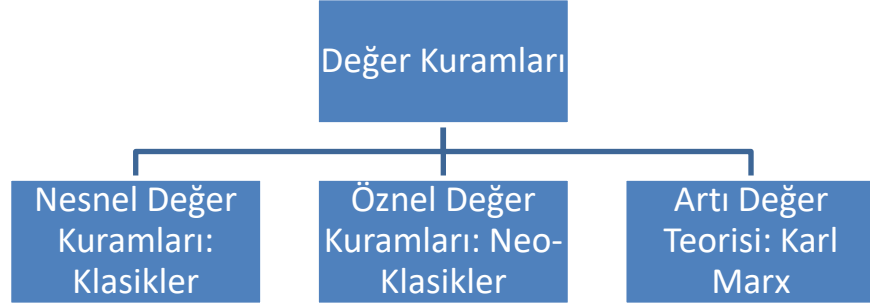 Değer Kuramları
Nesnel Değer
Kuramları:
Klasikler
Öznel Değer
Kuramları: Neo-
Klasikler
Artı Değer
Teorisi: Karl
Marx